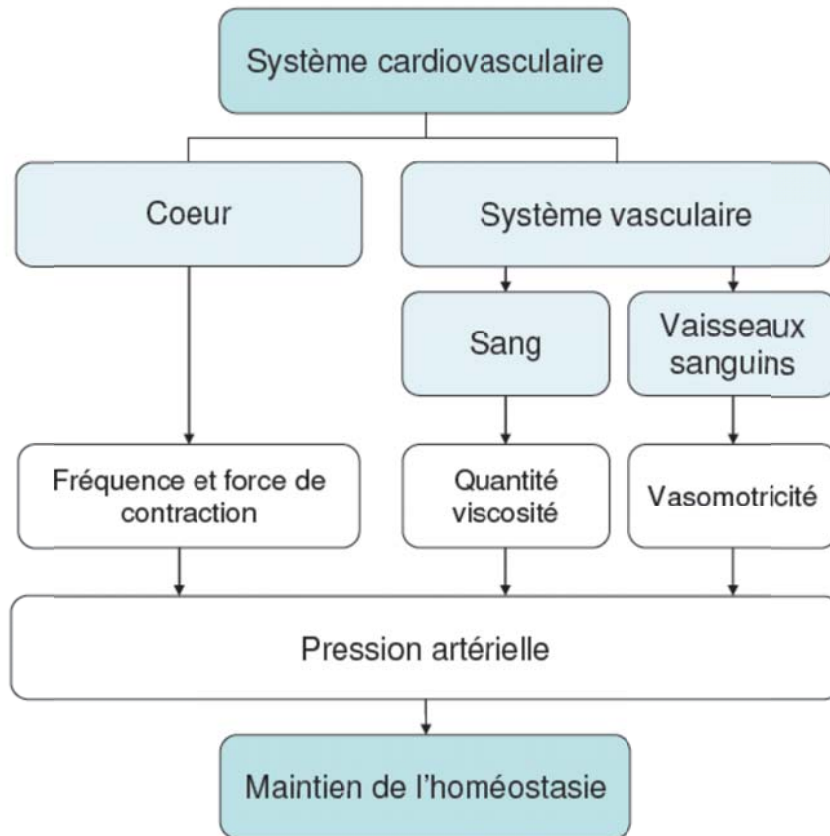 Système cardiovasculaire
Coeur
Système vasculaire
Sang
Vaisseaux
sanguins
Fréquence et force de
contraction
Quantité
viscosité
Vasomotricité
Pression artérielle
Maintien de l'homéostasie